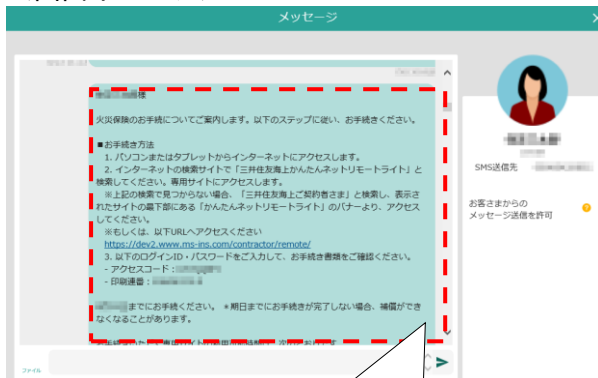 メッセージ
様
火災保険のお手続についてご案内します。以下のステップに従い、お手続きください。
■お手続き方法
1. パソコンまたはタブレットからインターネットにアクセスします。
2. インターネットの検索サイトで「三井住友海上かんたんネットリモートライト」と
検索してください。専用サイトにアクセスします。
※上記の検索で見つからない場合、「三井住友海上ご契約者さま」と検索し、表示さ
れたサイトの最下部にある「かんたんネットリモートライト」のバナーより、アクセス
してください。
※もしくは、以下URLへアクセスください
https://dev2.www.ms-ins.com/contractor/remote/
3. 以下のログインID・パスワードをご入力して、お手続き書類をご確認ください。
- アクセスコード：
- 印刷連番：
までにお手続ください。 *期日までにお手続きが完了しない場合、補償ができ
なくなることがあります。
ファイル
SMS送信先
お客さまからの
メッセージ送信を許可